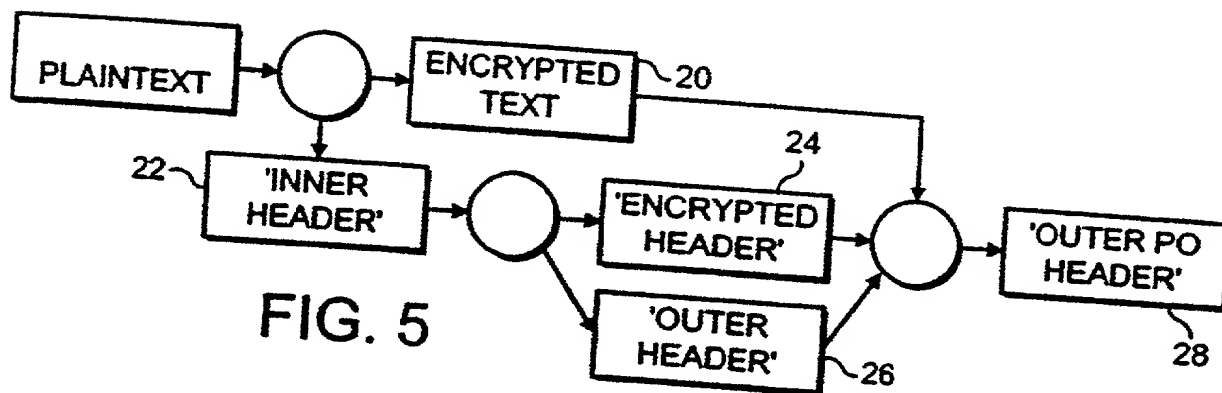 PLAINTEXT
ENCRYPTED
TEXT
20
22
'INNER
HEADER'
24
'ENCRYPTED
HEADER'
'OUTER PO
HEADER'
28
'OUTER
HEADER'
26
FIG. 5